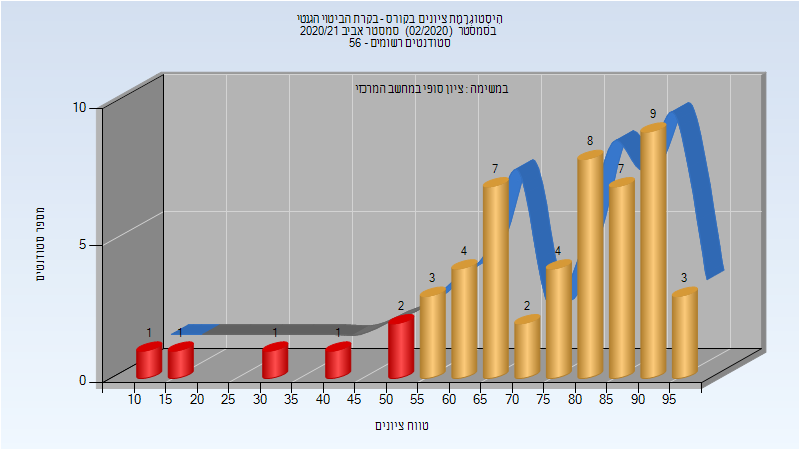 היסטוגרמת ציונים בקורס - בקרת הביטוי הגנטי
בסמסטר (02/2020) סמסטר אביב 2020/21
סטודנטים רשומים - 56
במשימה : ציון סופי במחשב המרכזי
מספר סטודנטים
10
5
0
1
1
1
1
2
3
4
7
2
4
8
7
9
3
10 15 20 25 30 35 40 45 50 55 60 65 70 75 80 85 90 95
טווח ציונים